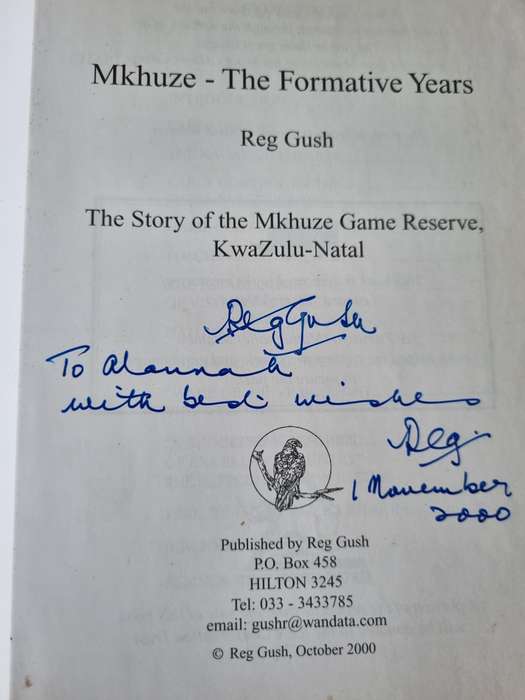 Mkhuze - The Formative Years
Reg Gush
The Story of the Mkhuze Game Reserve,
KwaZulu-Natal
Reg Gush
To Alannah
with best wishes
Reg.
1 November
2000
Published by Reg Gush
P.O. Box 458
HILTON 3245
Tel: 033 - 3433785
email: gushr@wandata.com
© Reg Gush, October 2000